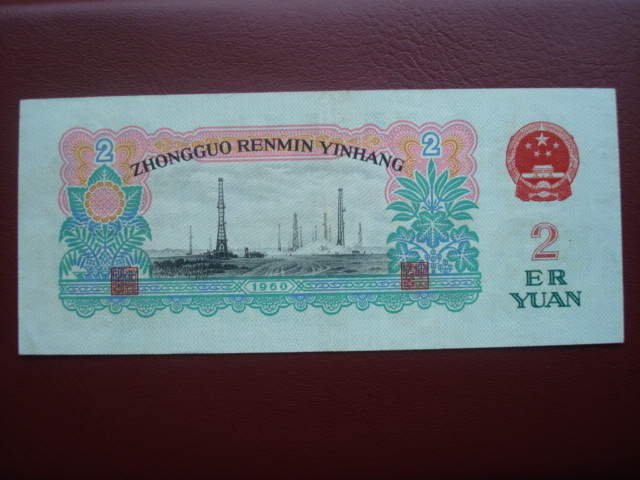 2
2
ZHONGGUO RENMIN YINHANG
1960
2
ER
YUAN